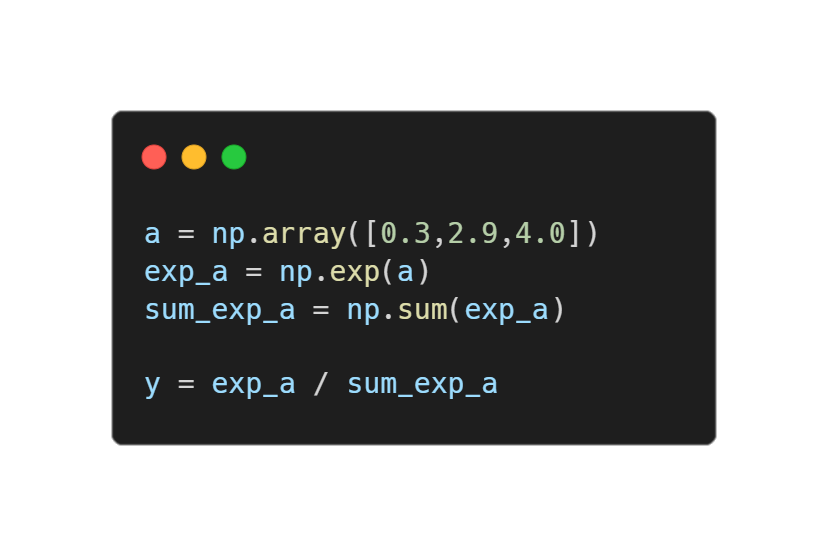 a = np.array([0.3,2.9,4.0])
exp_a = np.exp(a)
sum_exp_a = np.sum(exp_a)
y = exp_a / sum_exp_a